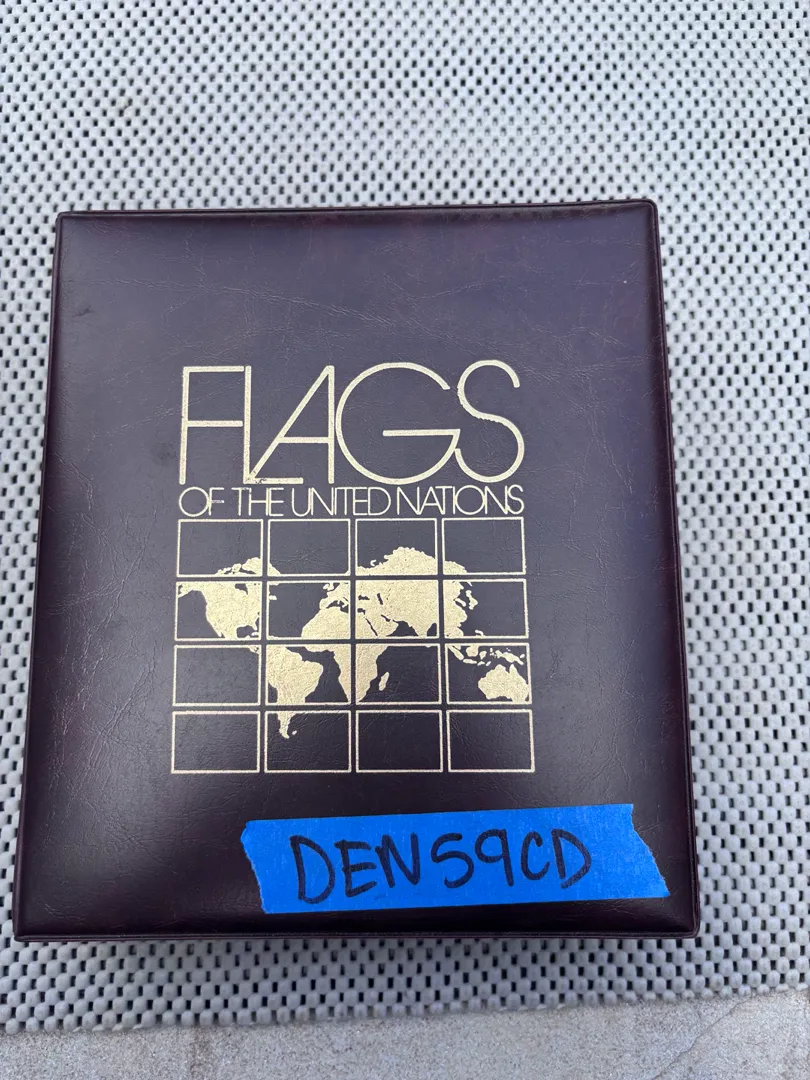 FLAGS
OF THE UNITED NATIONS
DEN59CD